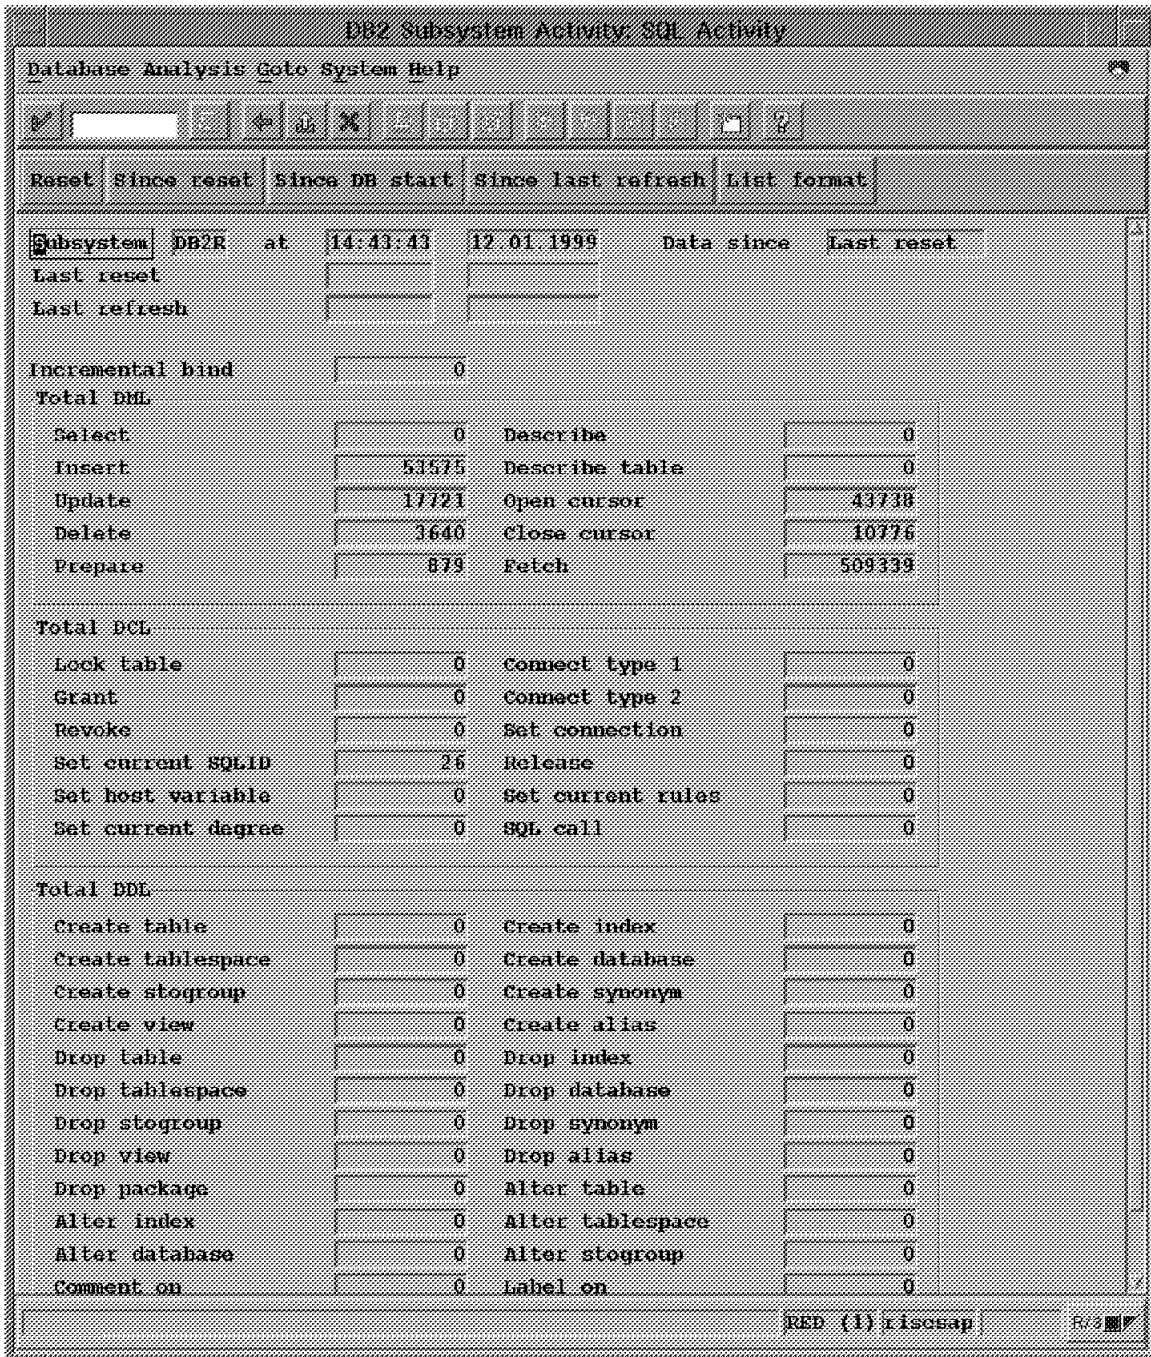 DB2 Subsystem Activity: SQL Activity
Database Analysis Goto System Help
Reset Since reset Since DB start Since last refresh List format
Subsystem DB2R at 14:43:43 12.01.1999 Data since Last reset
Last reset
Last refresh
Incremental bind 0
Total DML
Select 0 Describe 0
Insert 53575 Describe table 0
Update 17721 Open cursor 43738
Delete 3640 Close cursor 10776
Prepare 879 Fetch 509339
Total DCL
Lock table 0 Connect type 1 0
Grant 0 Connect type 2 0
Revoke 0 Set connection 0
Set current SQLID 26 Release 0
Set host variable 0 Set current rules 0
Set current degree 0 SQL call 0
Total DDL
Create table 0 Create index 0
Create tablespace 0 Create database 0
Create stogroup 0 Create synonym 0
Create view 0 Create alias 0
Drop table 0 Drop index 0
Drop tablespace 0 Drop database 0
Drop stogroup 0 Drop synonym 0
Drop view 0 Drop alias 0
Drop package 0 Alter table 0
Alter index 0 Alter tablespace 0
Alter database 0 Alter stogroup 0
Comment on 0 Label on 0
RED (1) riscsap R/3